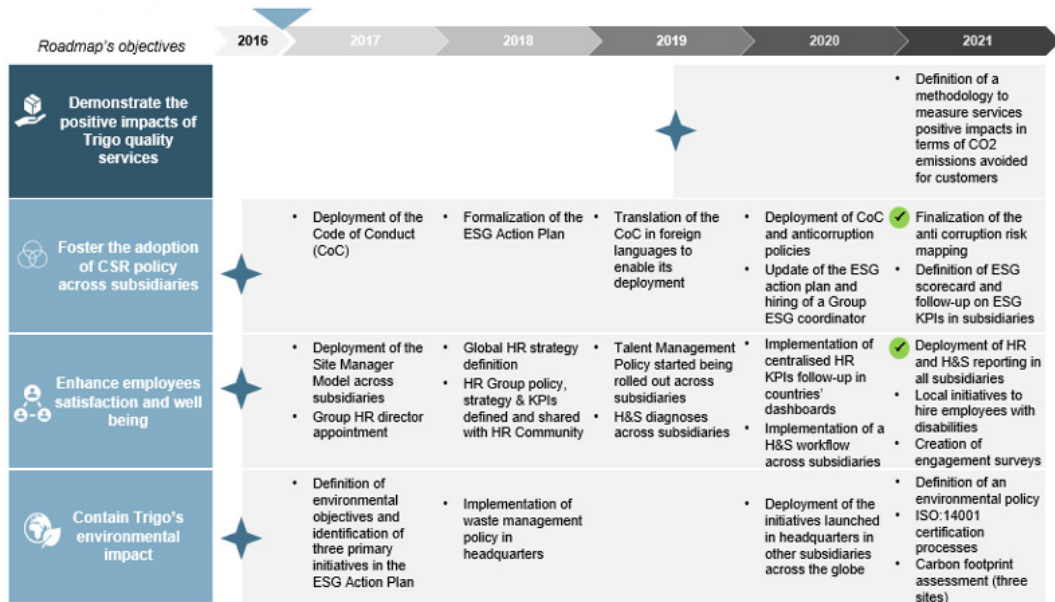 Roadmap's objectives
2016
2017
2018
2019
2020
2021
Demonstrate the
positive impacts of
Trigo quality
services
• Definition of a
methodology to
measure services
positive impacts in
terms of CO2
emissions avoided
for customers
Foster the adoption
of CSR policy
across subsidiaries
• Deployment of the
Code of Conduct
(CoC)
• Formalization of the
ESG Action Plan
• Translation of the
CoC in foreign
languages to
enable its
deployment
• Deployment of CoC
and anticorruption
policies
• Update of the ESG
action plan and
hiring of a Group
ESG coordinator
• Finalization of the
anti corruption risk
mapping
• Definition of ESG
scorecard and
follow-up on ESG
KPIs in subsidiaries
Enhance employees
satisfaction and well
being
• Deployment of the
Site Manager
Model across
subsidiaries
• Group HR director
appointment
• Global HR strategy
definition
• HR Group policy,
strategy & KPIs
defined and shared
with HR Community
• Talent Management
Policy started being
rolled out across
subsidiaries
• H&S diagnoses
across subsidiaries
• Implementation of
centralised HR
KPIs follow-up in
countries'
dashboards
• Implementation of a
H&S workflow
across subsidiaries
• Deployment of HR
and H&S reporting in
all subsidiaries
• Local initiatives to
hire employees with
disabilities
• Creation of
engagement surveys
Contain Trigo's
environmental
impact
• Definition of
environmental
objectives and
identification of
three primary
initiatives in the
ESG Action Plan
• Implementation of
waste management
policy in
headquarters
• Deployment of the
initiatives launched
in headquarters in
other subsidiaries
across the globe
• Definition of an
environmental policy
• ISO:14001
certification
processes
• Carbon footprint
assessment (three
sites)